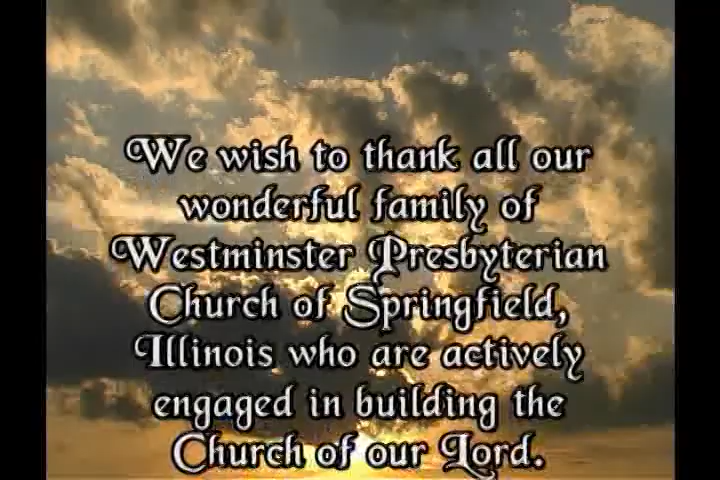 We wish to thank all our
wonderful family of
Westminster Presbyterian
Church of Springfield,
Illinois who are actively
engaged in building the
Church of our Lord.